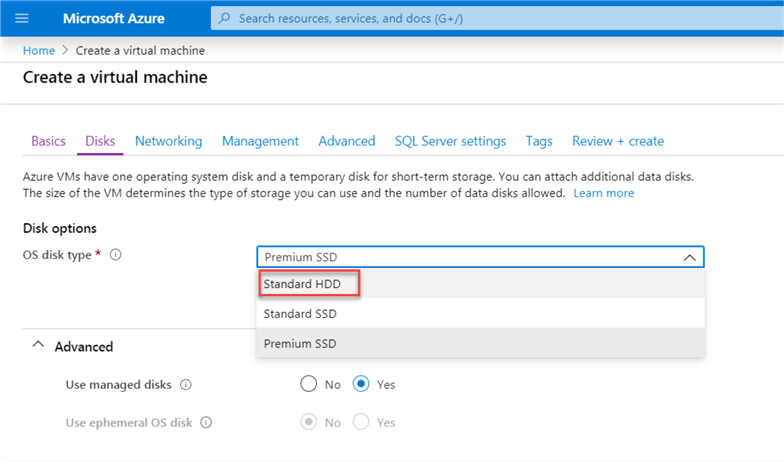 Microsoft Azure
Search resources, services, and docs (G+/)
Home > Create a virtual machine
Create a virtual machine
Basics Disks Networking Management Advanced SQL Server settings Tags Review + create
Azure VMs have one operating system disk and a temporary disk for short-term storage. You can attach additional data disks.
The size of the VM determines the type of storage you can use and the number of data disks allowed. Learn more
Disk options
OS disk type *
Premium SSD
Standard HDD
Standard SSD
Premium SSD
Advanced
Use managed disks No Yes
Use ephemeral OS disk No Yes